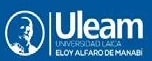 Uleam
UNIVERSIDAD LAICA
ELOY ALFARO DE MANABÍ